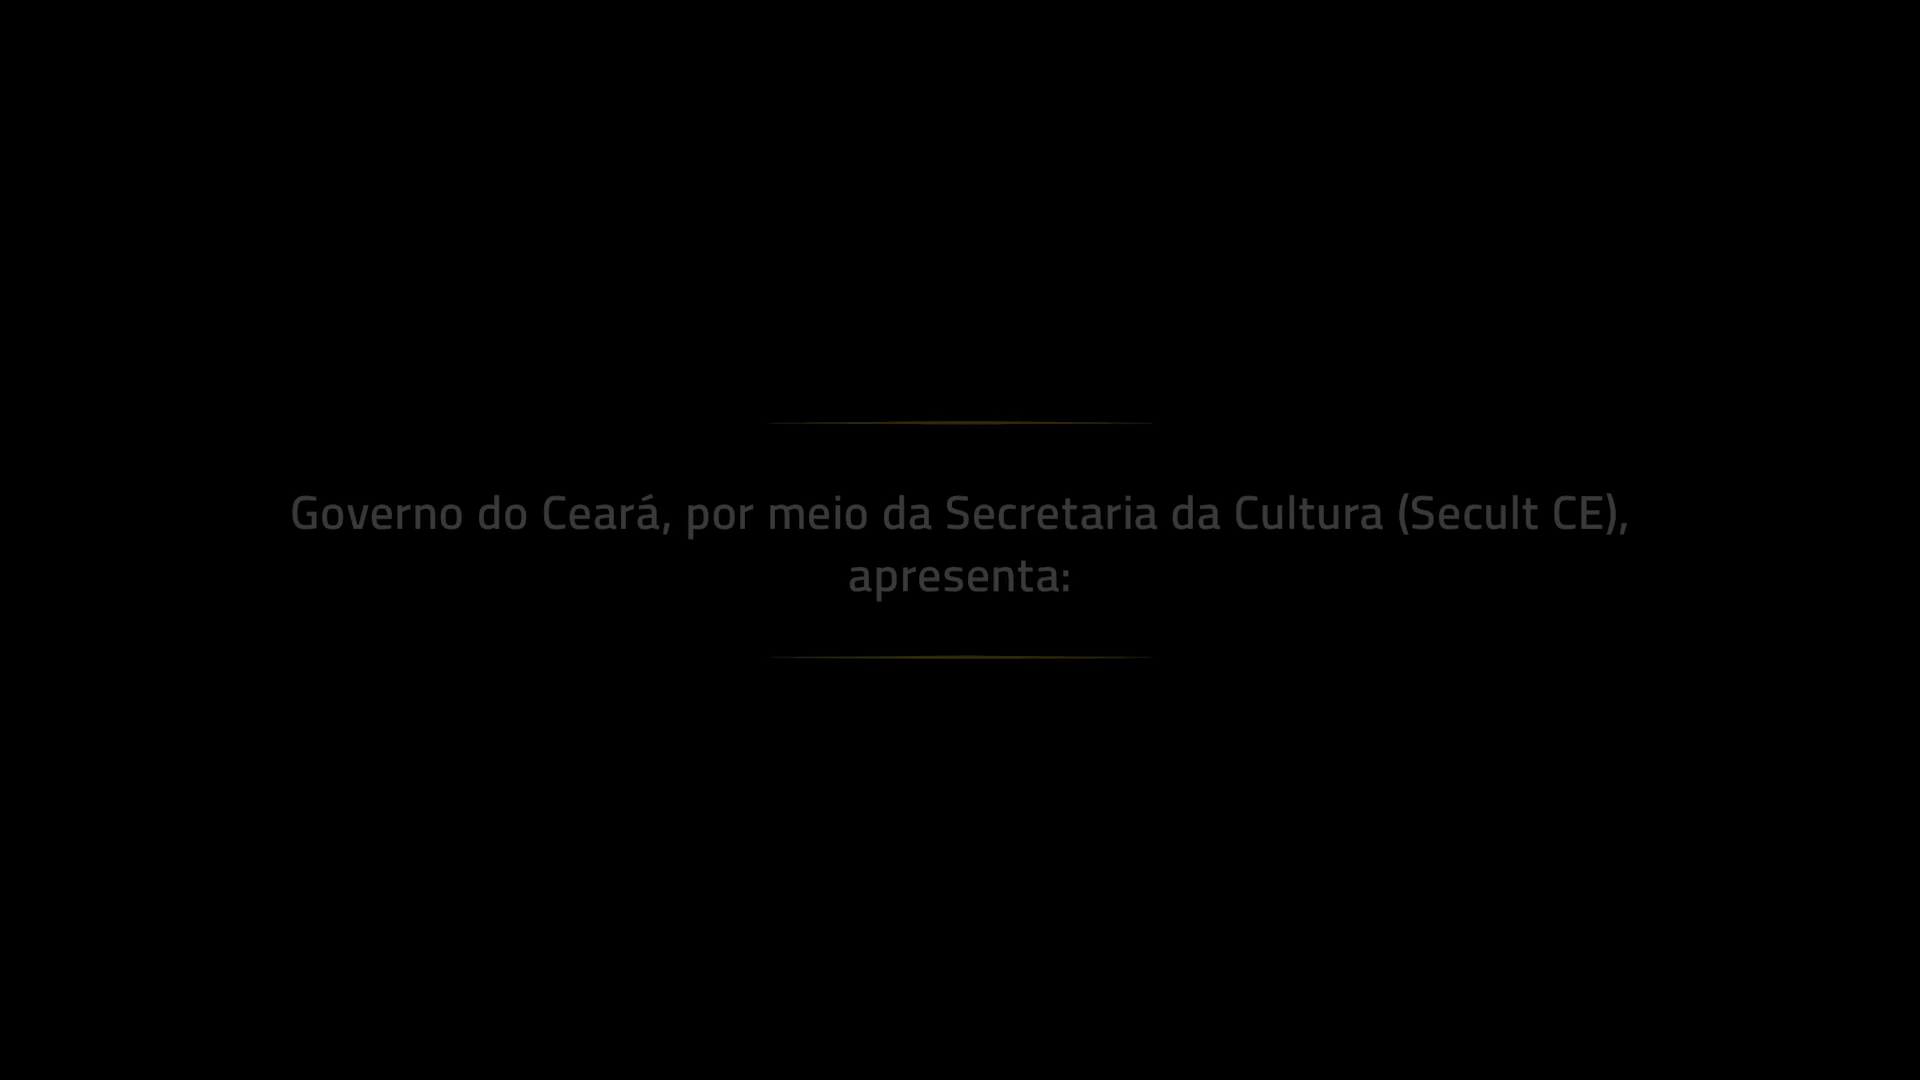 Governo do Ceará, por meio da Secretaria da Cultura (Secult CE),
apresenta: